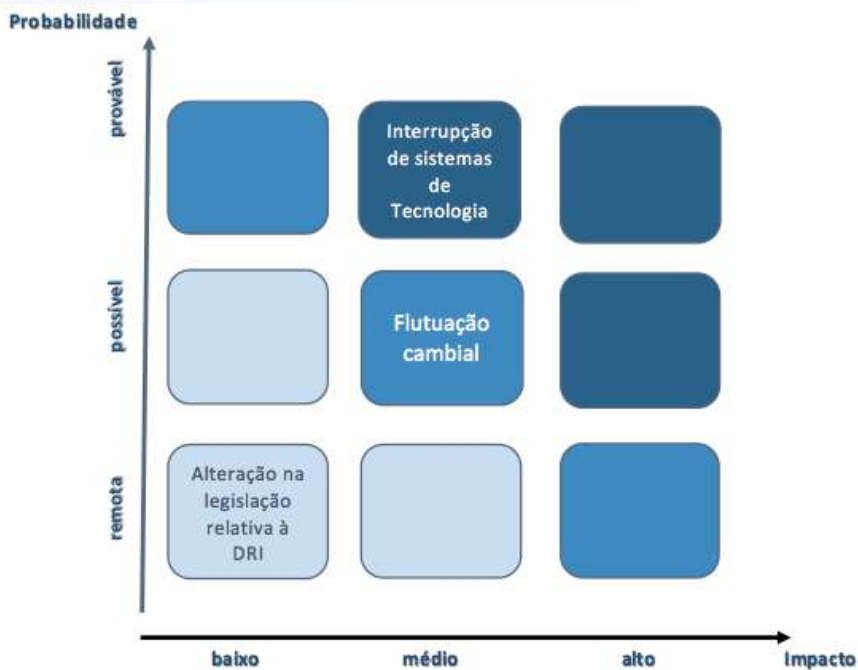 Probabilidade
provável
Interrupção
de sistemas
de
Tecnologia
possível
Flutuação
cambial
remota
Alteração na
legislação
relativa à
DRI
baixo
médio
alto
Impacto